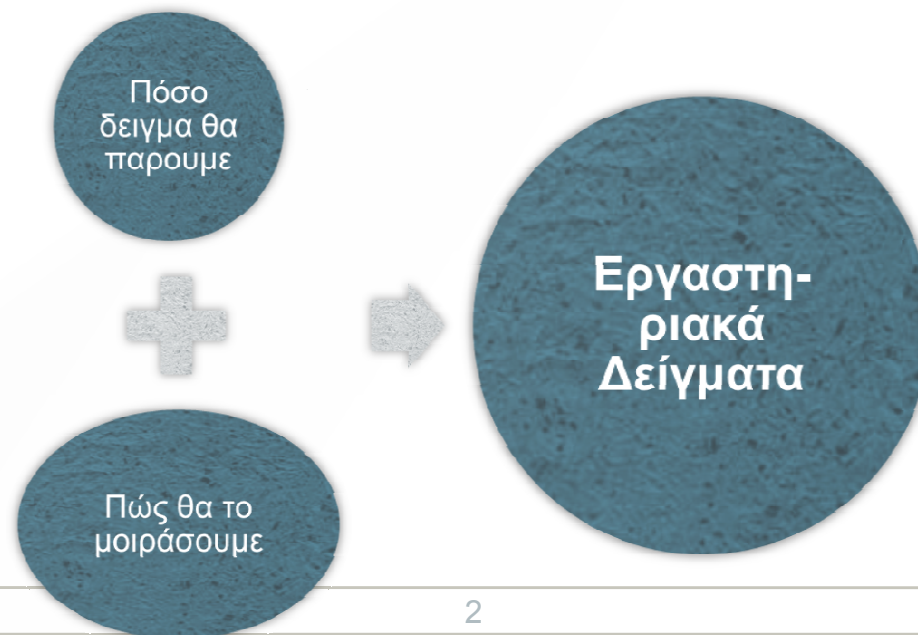 Πόσο
δειγμα θα
παρουμε
Πώς θα το
μοιράσουμε
Εργαστη-
ριακά
Δείγματα
2